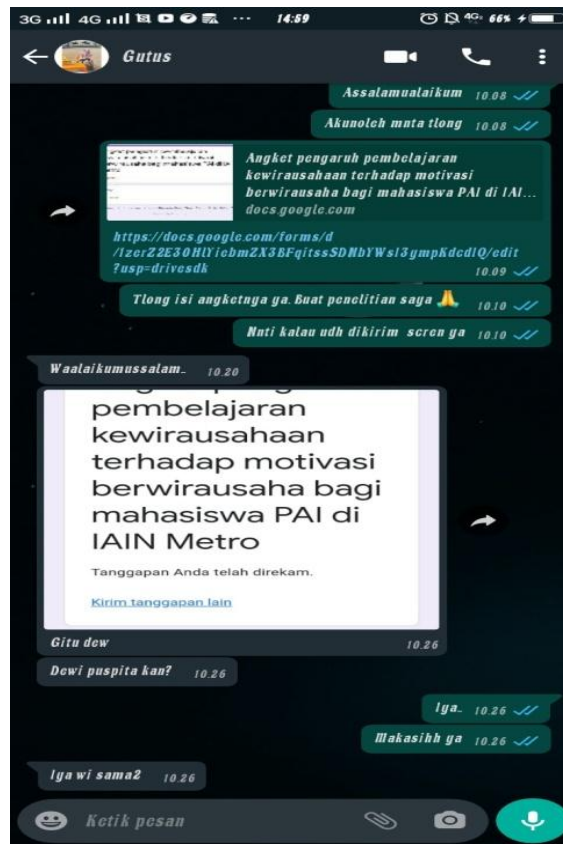 3G 4G ... 14:59 4G+ 66%
Gutus
Assalamualaikum 10.08
Akunoleh mnta tlong 10.08
Angket pengaruh pembelajaran
kewirausahaan terhadap motivasi
berwirausaha bagi mahasiswa PAI di IAI...
docs.google.com
https://docs.google.com/forms/d
?usp=drivesdk 10.09
Tlong isi angketnya ga. Buat penelitian saya 🙏 10.10
Nnti kalau udh dikirim scren ya 10.10
Waalaikumussalam_ 10.20
pembelajaran
kewirausahaan
terhadap motivasi
berwirausaha bagi
mahasiswa PAI di
IAIN Metro
Tanggapan Anda telah direkam.
Kirim tanggapan lain
Gitu dew 10.26
Dewi puspita kan? 10.26
Iya_ 10.26
Makasihh ya 10.26
Iya wi sama2 10.26
Ketik pesan